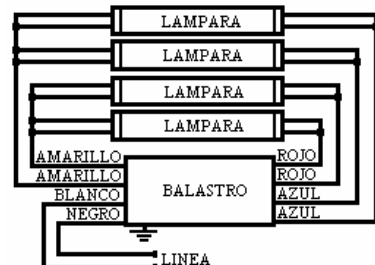 LAMPARA
LAMPARA
LAMPARA
LAMPARA
AMARILLO
AMARILLO
BLANCO
NEGRO
BALASTRO
ROJO
ROJO
AZUL
AZUL
LINEA